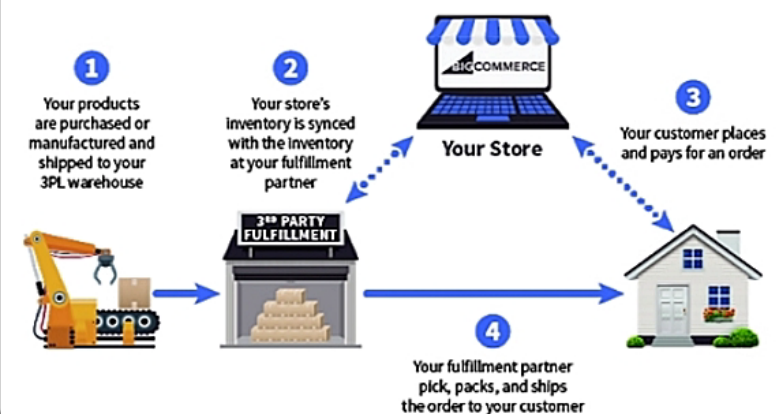 1
Your products
are purchased or
manufactured and
shipped to your
3PL warehouse
2
Your store's
inventory is synced
with the inventory
at your fulfillment
partner
BIGCOMMERCE
Your Store
3
Your customer places
and pays for an order
3RD PARTY
FULFILLMENT
4
Your fulfillment partner
pick, packs, and ships
the order to your customer